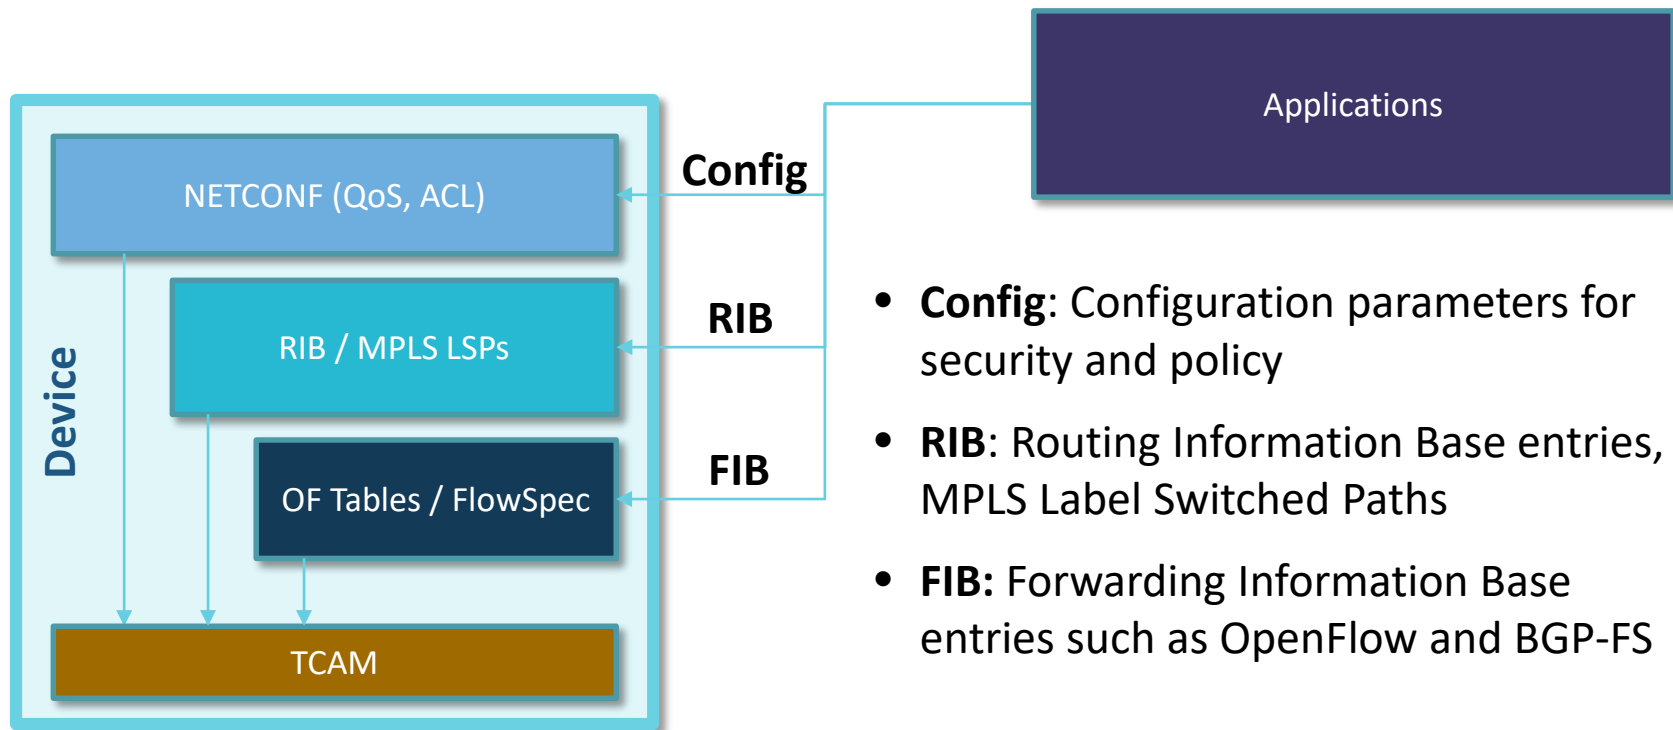 Applications
Config
NETCONF (QoS, ACL)
RIB
RIB / MPLS LSPs
Device
FIB
OF Tables / FlowSpec
TCAM
• Config: Configuration parameters for
security and policy
• RIB: Routing Information Base entries,
MPLS Label Switched Paths
• FIB: Forwarding Information Base
entries such as OpenFlow and BGP-FS